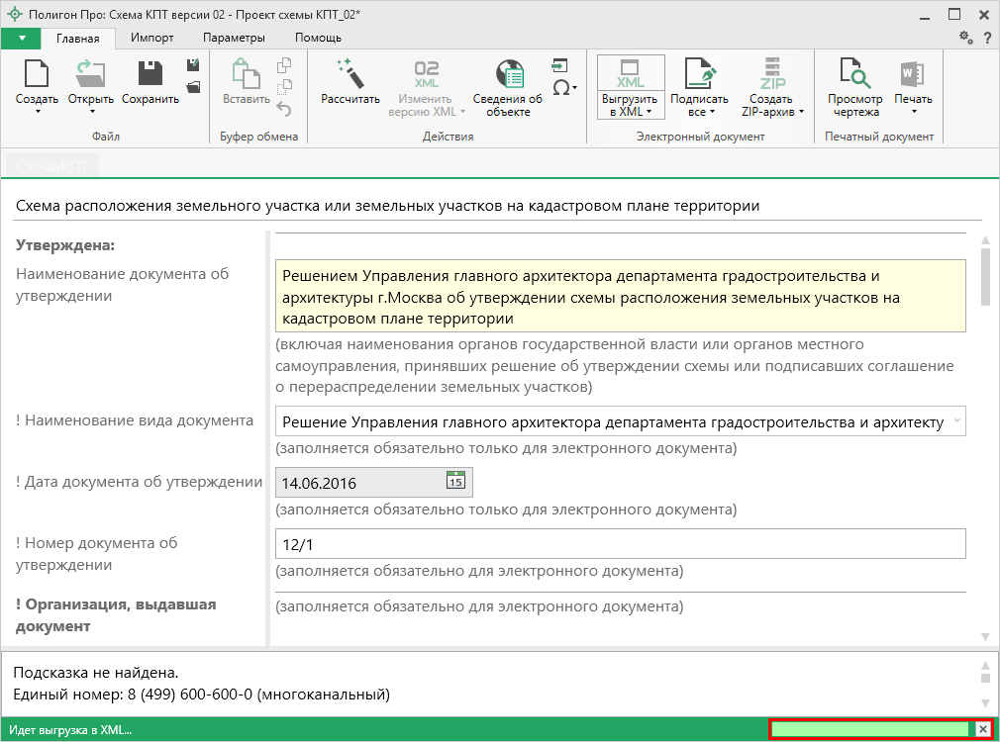 Полигон Про: Схема КПТ версии 02 - Проект схемы КПТ_02*
Главная Импорт Параметры Помощь
?
02
XML XML ZIP W
Создать Открыть Сохранить Вставить Рассчитать Изменить версию XML Сведения об объекте Выгрузить в XML Подписать все Создать ZIP-архив Просмотр чертежа Печать
Файл Буфер обмена Действия Электронный документ Печатный документ
СхемаКПТ
Схема расположения земельного участка или земельных участков на кадастровом плане территории
Утверждена:
Наименование документа об
утверждении
Решением Управления главного архитектора департамента градостроительства и
архитектуры г.Москва об утверждении схемы расположения земельных участков на
кадастровом плане территории
(включая наименования органов государственной власти или органов местного
самоуправления, принявших решение об утверждении схемы или подписавших соглашение
о перераспределении земельных участков)
! Наименование вида документа
Решение Управления главного архитектора департамента градостроительства и архитекту
(заполняется обязательно только для электронного документа)
! Дата документа об утверждении
14.06.2016 15
(заполняется обязательно только для электронного документа)
! Номер документа об
утверждении
12/1
(заполняется обязательно для электронного документа)
! Организация, выдавшая
документ
(заполняется обязательно для электронного документа)
Подсказка не найдена.
Единый номер: 8 (499) 600-600-0 (многоканальный)
Идет выгрузка в XML...